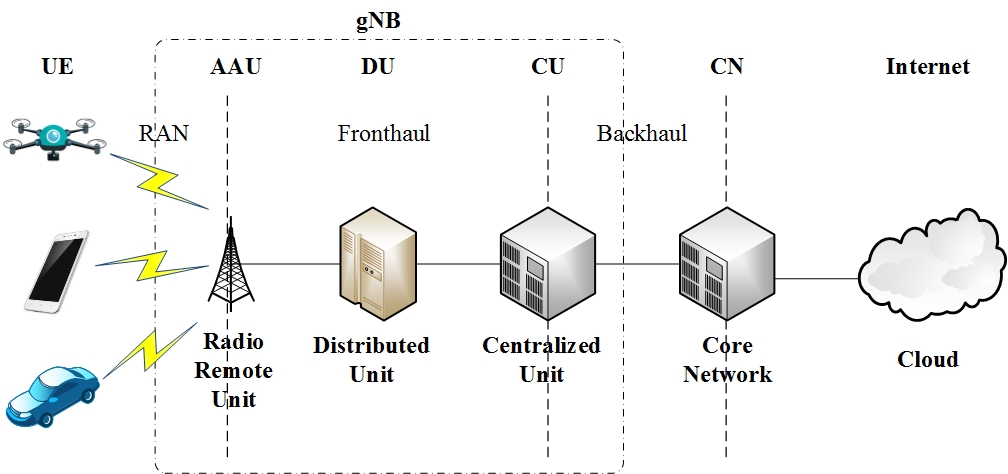 gNB
UE AAU DU CU CN Internet
RAN Fronthaul Backhaul
Radio
Remote
Unit
Distributed
Unit
Centralized
Unit
Core
Network
Cloud